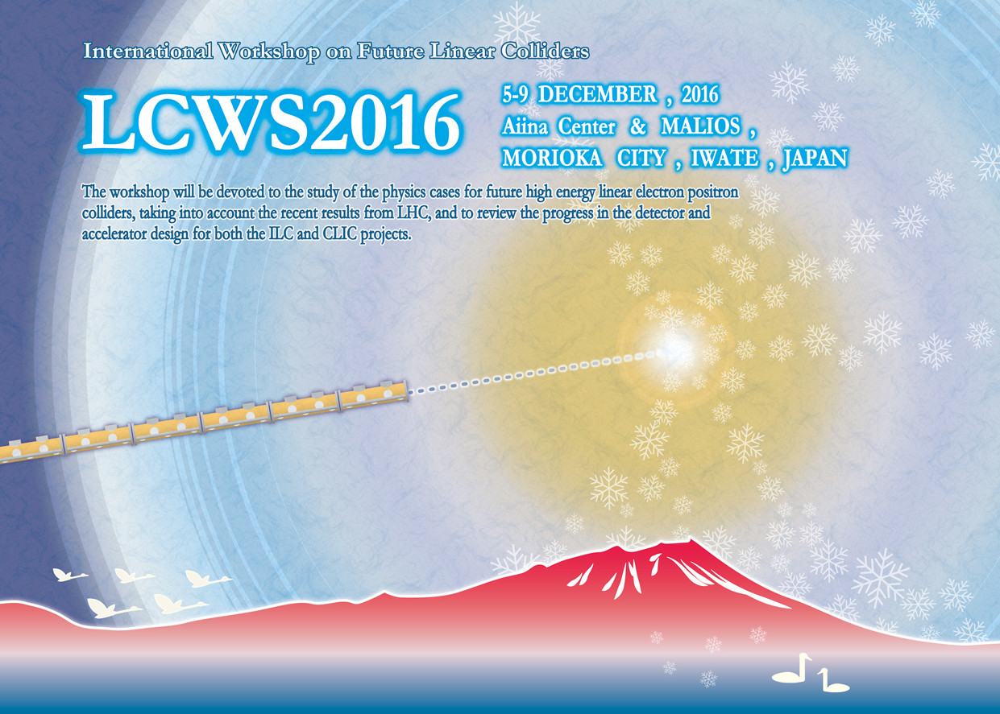 International Workshop on Future Linear Colliders
LCWS2016
5-9 DECEMBER , 2016
Aiina Center & MALIOS ,
MORIOKA CITY , IWATE , JAPAN
The workshop will be devoted to the study of the physics cases for future high energy linear electron positron
colliders, taking into account the recent results from LHC, and to review the progress in the detector and
accelerator design for both the ILC and CLIC projects.